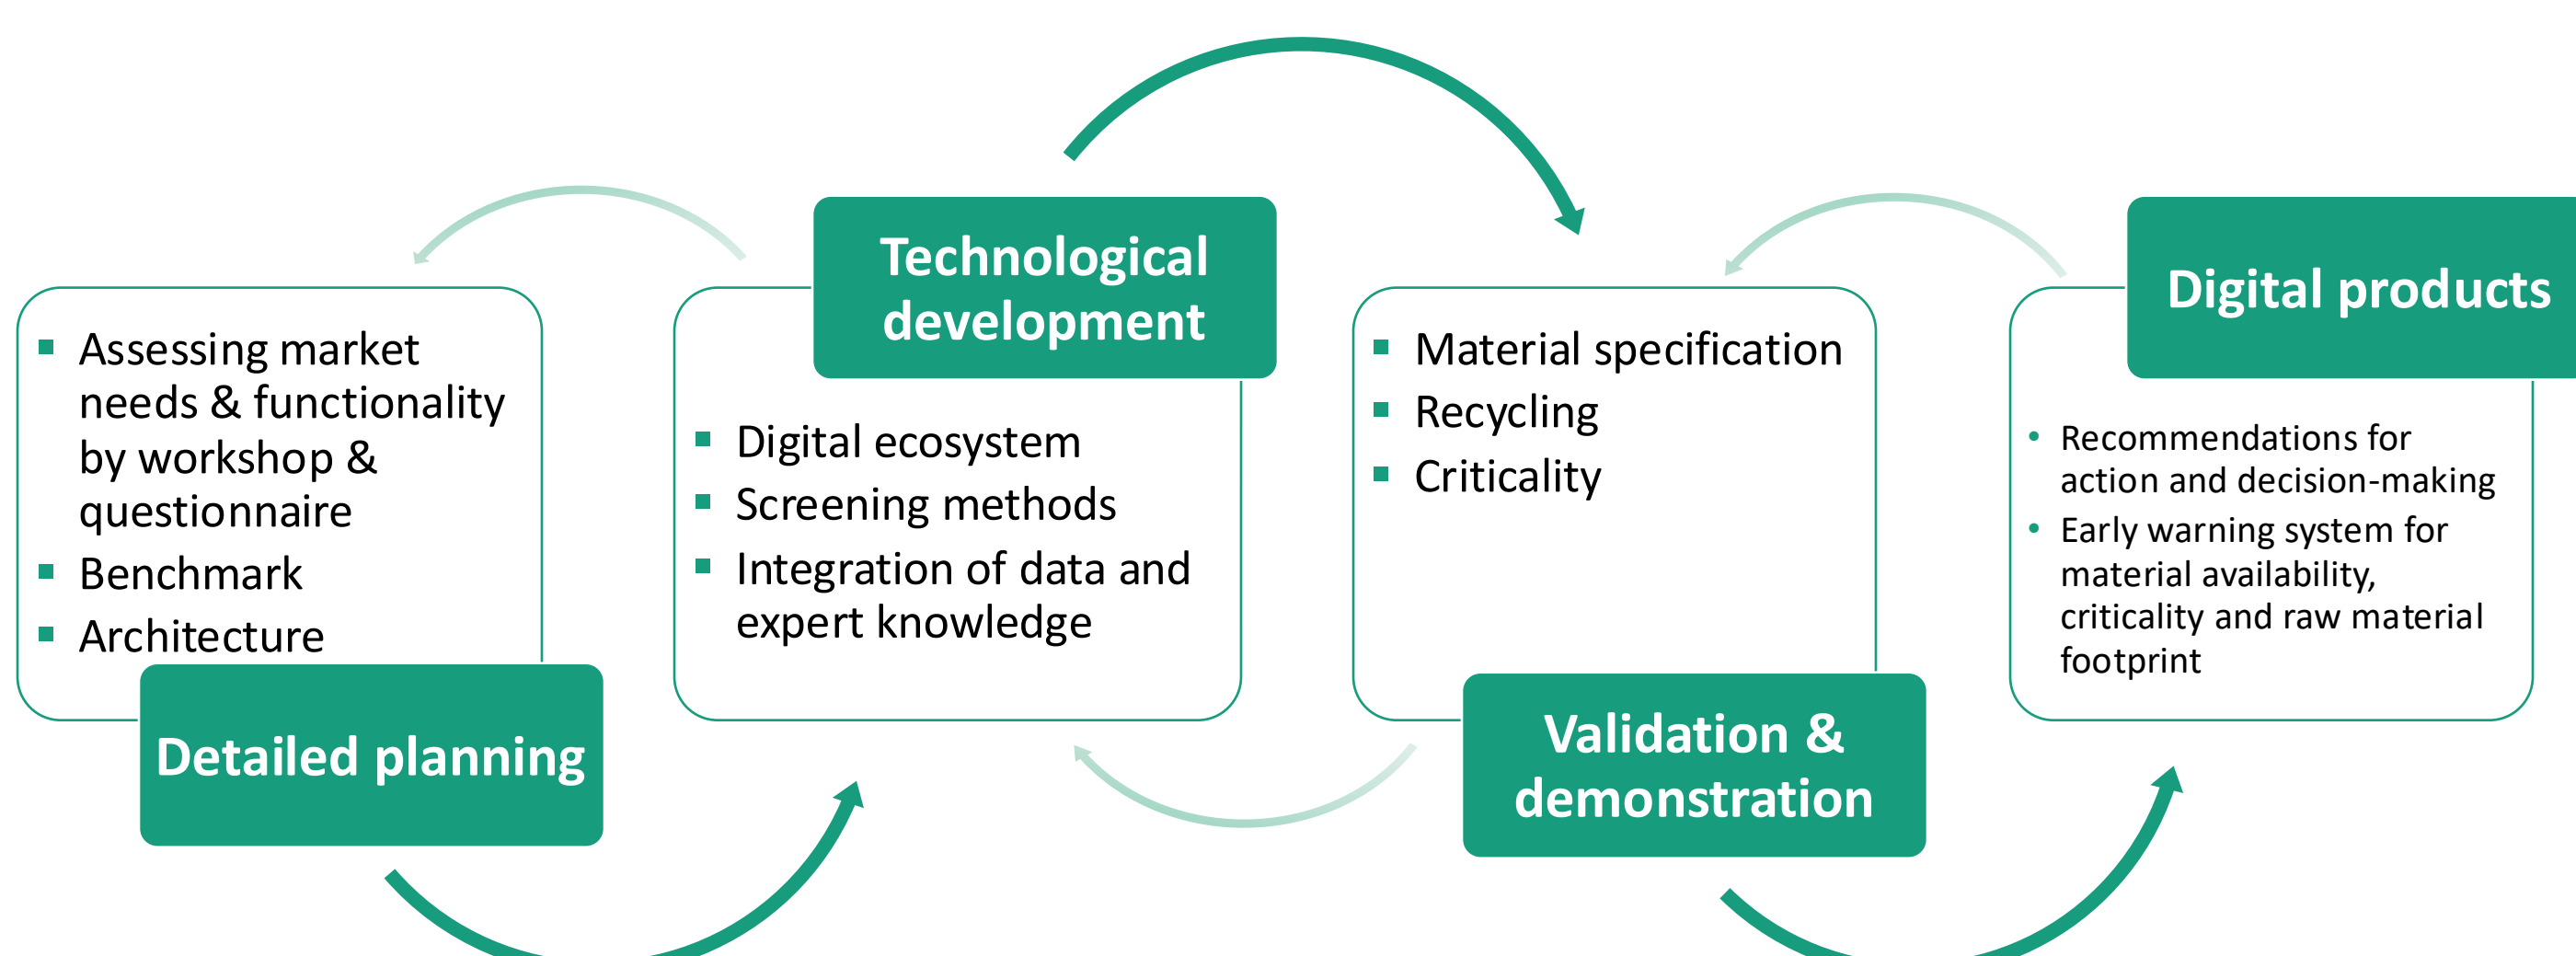 Assessing market
needs & functionality
by workshop &
questionnaire
Benchmark
Architecture
Detailed planning
Technological
development
Digital ecosystem
Screening methods
Integration of data and
expert knowledge
Material specification
Recycling
Criticality
Validation &
demonstration
Digital products
Recommendations for
action and decision-making
Early warning system for
material availability,
criticality and raw material
footprint